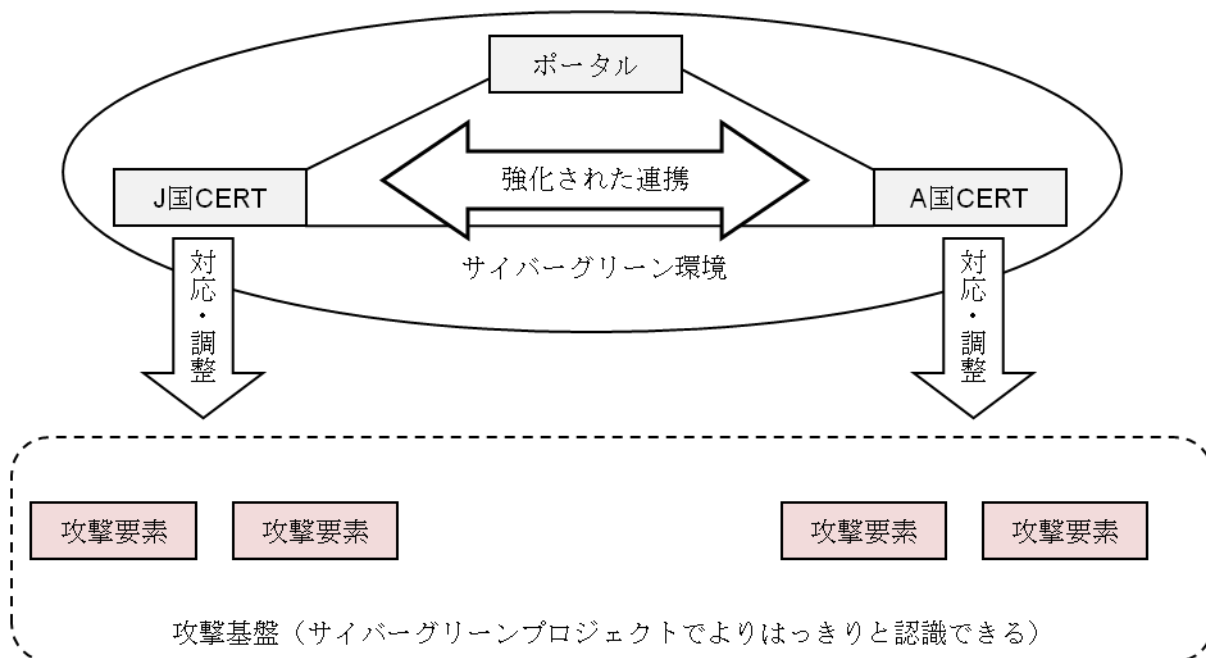 ポータル
強化された連携
J国CERT
A国CERT
サイバーグリーン環境
対応・調整
対応・調整
攻撃要素
攻撃要素
攻撃要素
攻撃要素
攻撃基盤（サイバーグリーンプロジェクトでよりはっきりと認識できる）